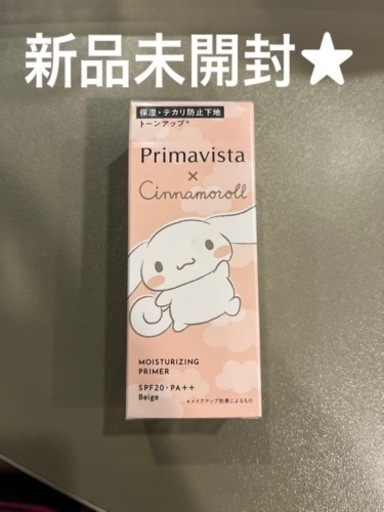 新品未開封★
保湿・テカリ防止下地
トーンアップ*
Primavista
×
Cinnamoroll
MOISTURIZING
PRIMER
SPF20・PA++
Beige
*メイクアップ効果によるもの